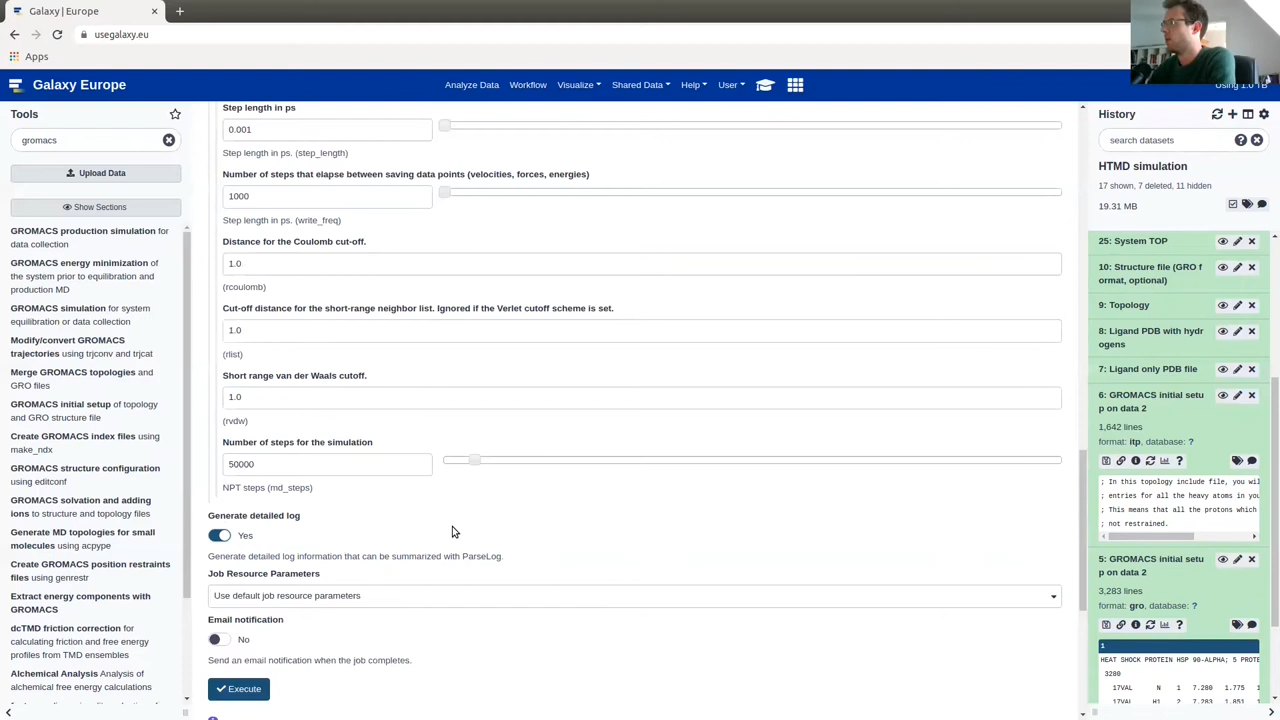 Galaxy | Europe
usegalaxy.eu
Apps
Galaxy Europe
Analyze Data Workflow Visualize Shared Data Help User
Using 1.0 TB
Tools
gromacs
Upload Data
Show Sections
GROMACS production simulation for
data collection
GROMACS energy minimization of
the system prior to equilibration and
production MD
GROMACS simulation for system
equilibration or data collection
Modify/convert GROMACS
trajectories using trjconv and trjcat
Merge GROMACS topologies and
GRO files
GROMACS initial setup of topology
and GRO structure file
Create GROMACS index files using
make_ndx
GROMACS structure configuration
using editconf
GROMACS solvation and adding
ions to structure and topology files
Generate MD topologies for small
molecules using acpype
Create GROMACS position restraints
files using genrestr
Extract energy components with
GROMACS
dcTMD friction correction for
calculating friction and free energy
profiles from TMD ensembles
Alchemical Analysis Analysis of
alchemical free energy calculations
Step length in ps
0.001
Step length in ps. (step_length)
Number of steps that elapse between saving data points (velocities, forces, energies)
1000
Step length in ps. (write_freq)
Distance for the Coulomb cut-off.
1.0
(rcoulomb)
Cut-off distance for the short-range neighbor list. Ignored if the Verlet cutoff scheme is set.
1.0
(rlist)
Short range van der Waals cutoff.
1.0
(rvdw)
Number of steps for the simulation
50000
NPT steps (md_steps)
Generate detailed log
Yes
Generate detailed log information that can be summarized with ParseLog.
Job Resource Parameters
Use default job resource parameters
Email notification
No
Send an email notification when the job completes.
Execute
History
search datasets
HTMD simulation
17 shown, 7 deleted, 11 hidden
19.31 MB
25: System TOP
10: Structure file (GRO f
ormat, optional)
9: Topology
8: Ligand PDB with hydr
ogens
7: Ligand only PDB file
6: GROMACS initial setu
p on data 2
1,642 lines
format: itp, database: ?
; In this topology include file, you wil
; entries for all the heavy atoms in you
; This means that all the protons which
; not restrained.
5: GROMACS initial setu
p on data 2
3,283 lines
format: gro, database: ?
1
HEAT SHOCK PROTEIN HSP 90-ALPHA; 5 PROTE
3280
17VAL N 1 7.280 1.775 1
17VAL H1 2 7.283 1.851 1